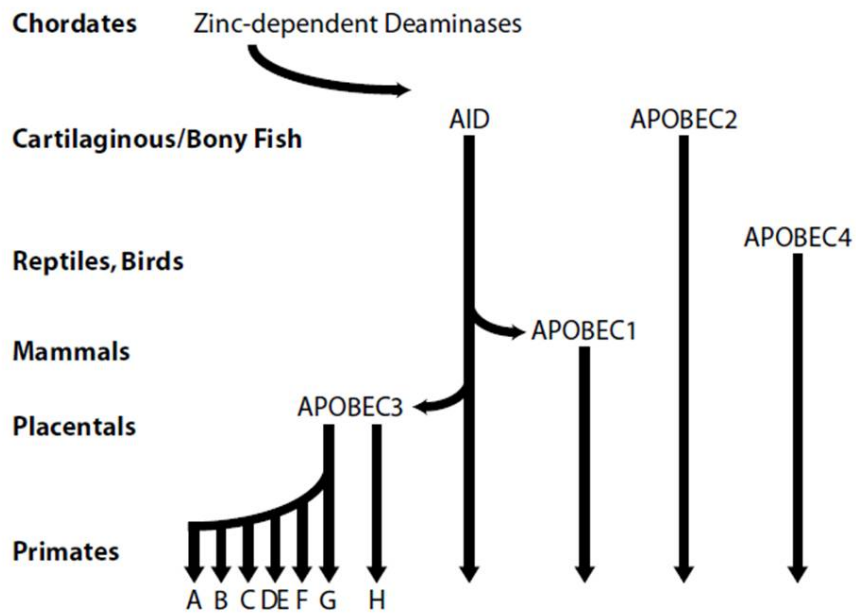 Chordates Zinc-dependent Deaminases
AID APOBEC2
Cartilaginous/Bony Fish
APOBEC4
Reptiles, Birds
APOBEC1
Mammals
APOBEC3
Placentals
Primates
A B C DE F G H